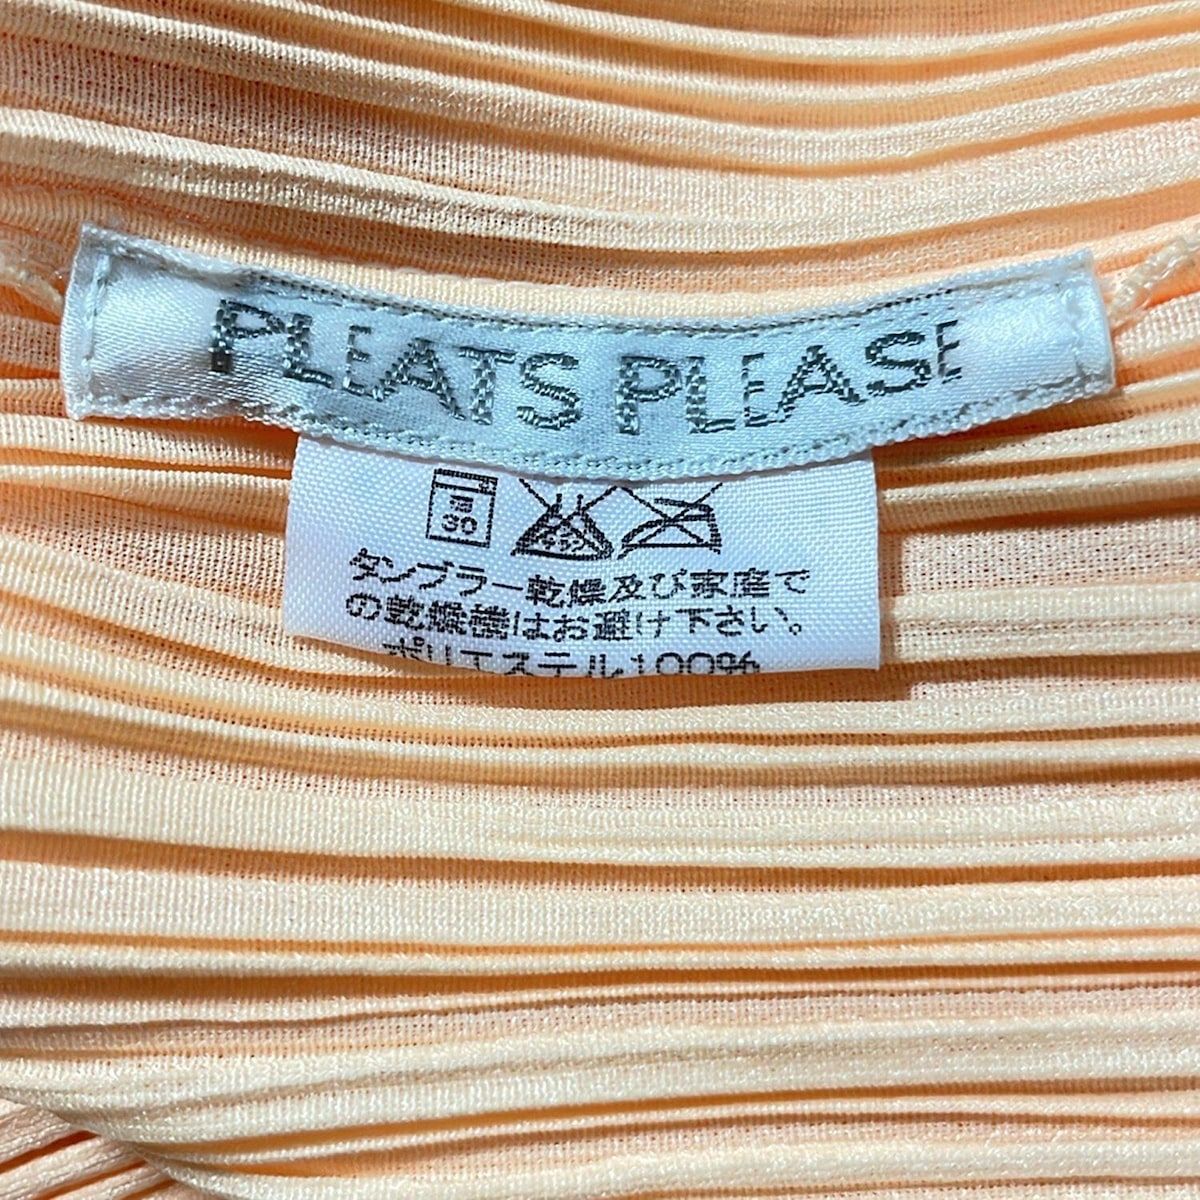 PLEATS PLEASE
30
タンブラー乾燥及び家庭で
の乾燥機はお避け下さい。
ポリエステル100%